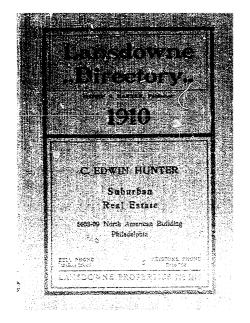 Lansdowne
Directory
1910
C. EDWIN HUNTER
Suburban
Real Estate
North American Building
Philadelphia
BELL PHONE KEYSTONE PHONE
LANSDOWNE PROPERTIES